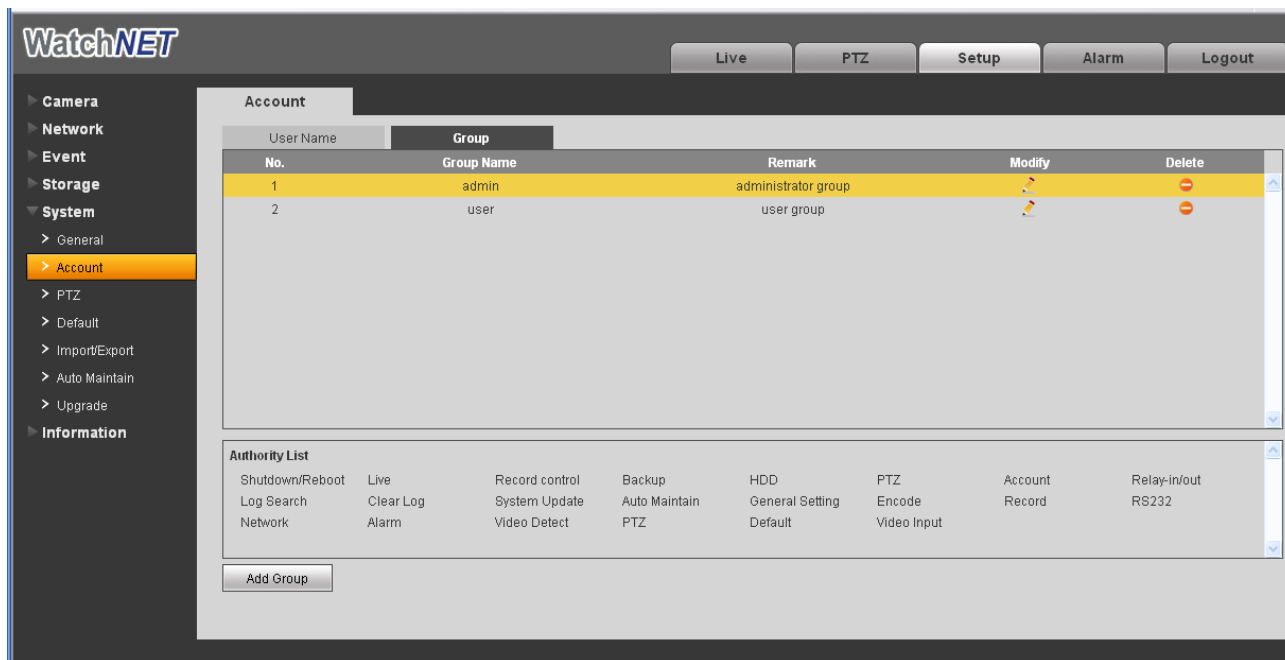 WatchNET
Live PTZ Setup Alarm Logout
Camera
Network
Event
Storage
System
General
Account
PTZ
Default
Import/Export
Auto Maintain
Upgrade
Information
Account
User Name Group
No. Group Name Remark Modify Delete
1 admin administrator group
2 user user group
Authority List
Shutdown/Reboot Live Record control Backup HDD PTZ Account Relay-in/out
Log Search Clear Log System Update Auto Maintain General Setting Encode Record RS232
Network Alarm Video Detect PTZ Default Video Input
Add Group